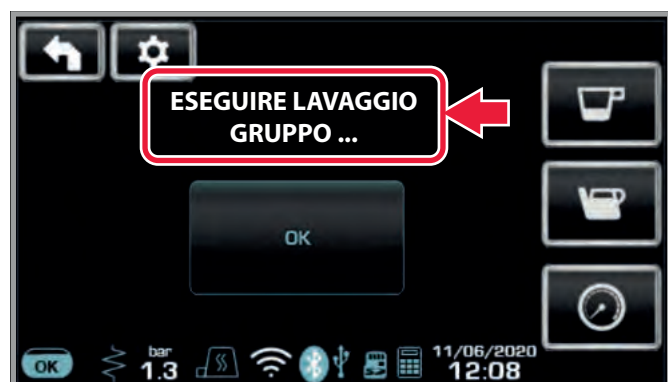 ESEGUIRE LAVAGGIO
GRUPPO ...
OK
OK
bar
1.3
11/06/2020
12:08